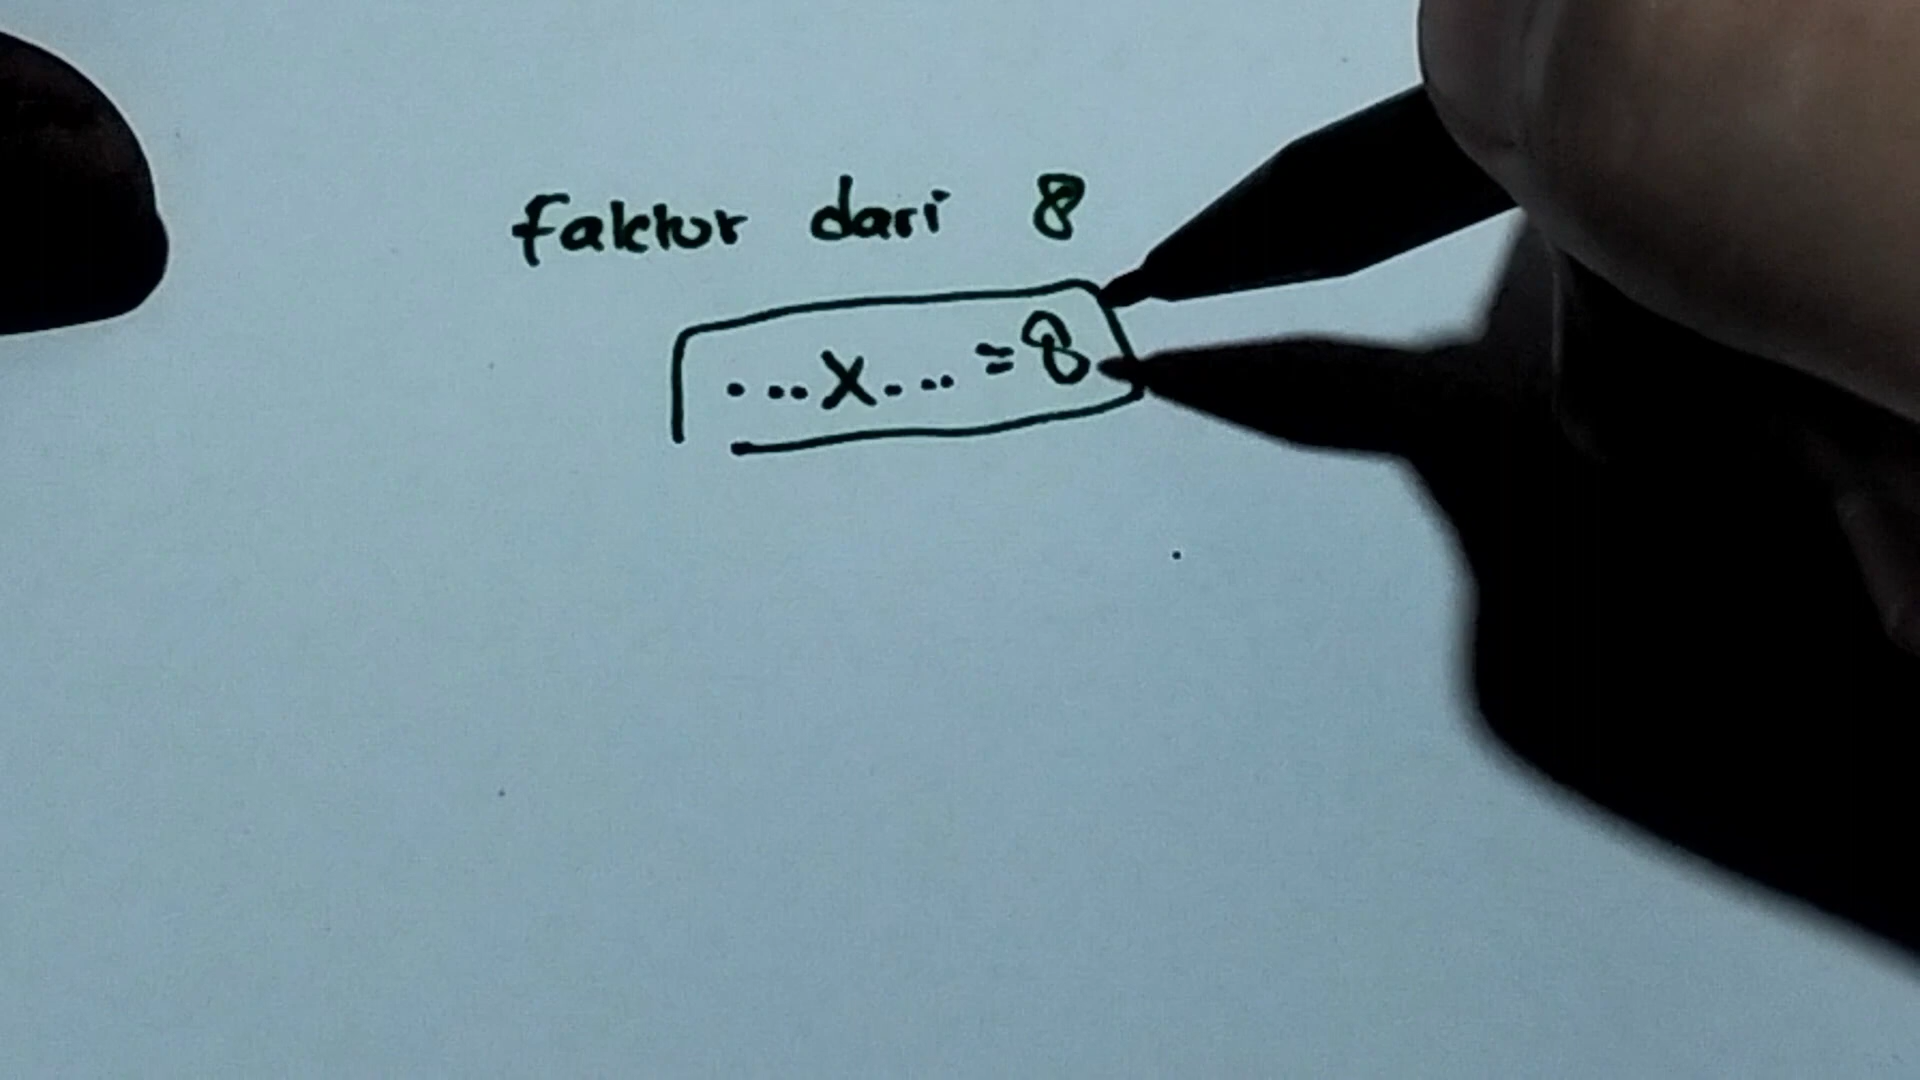 faktor dari 8
...x... = 8